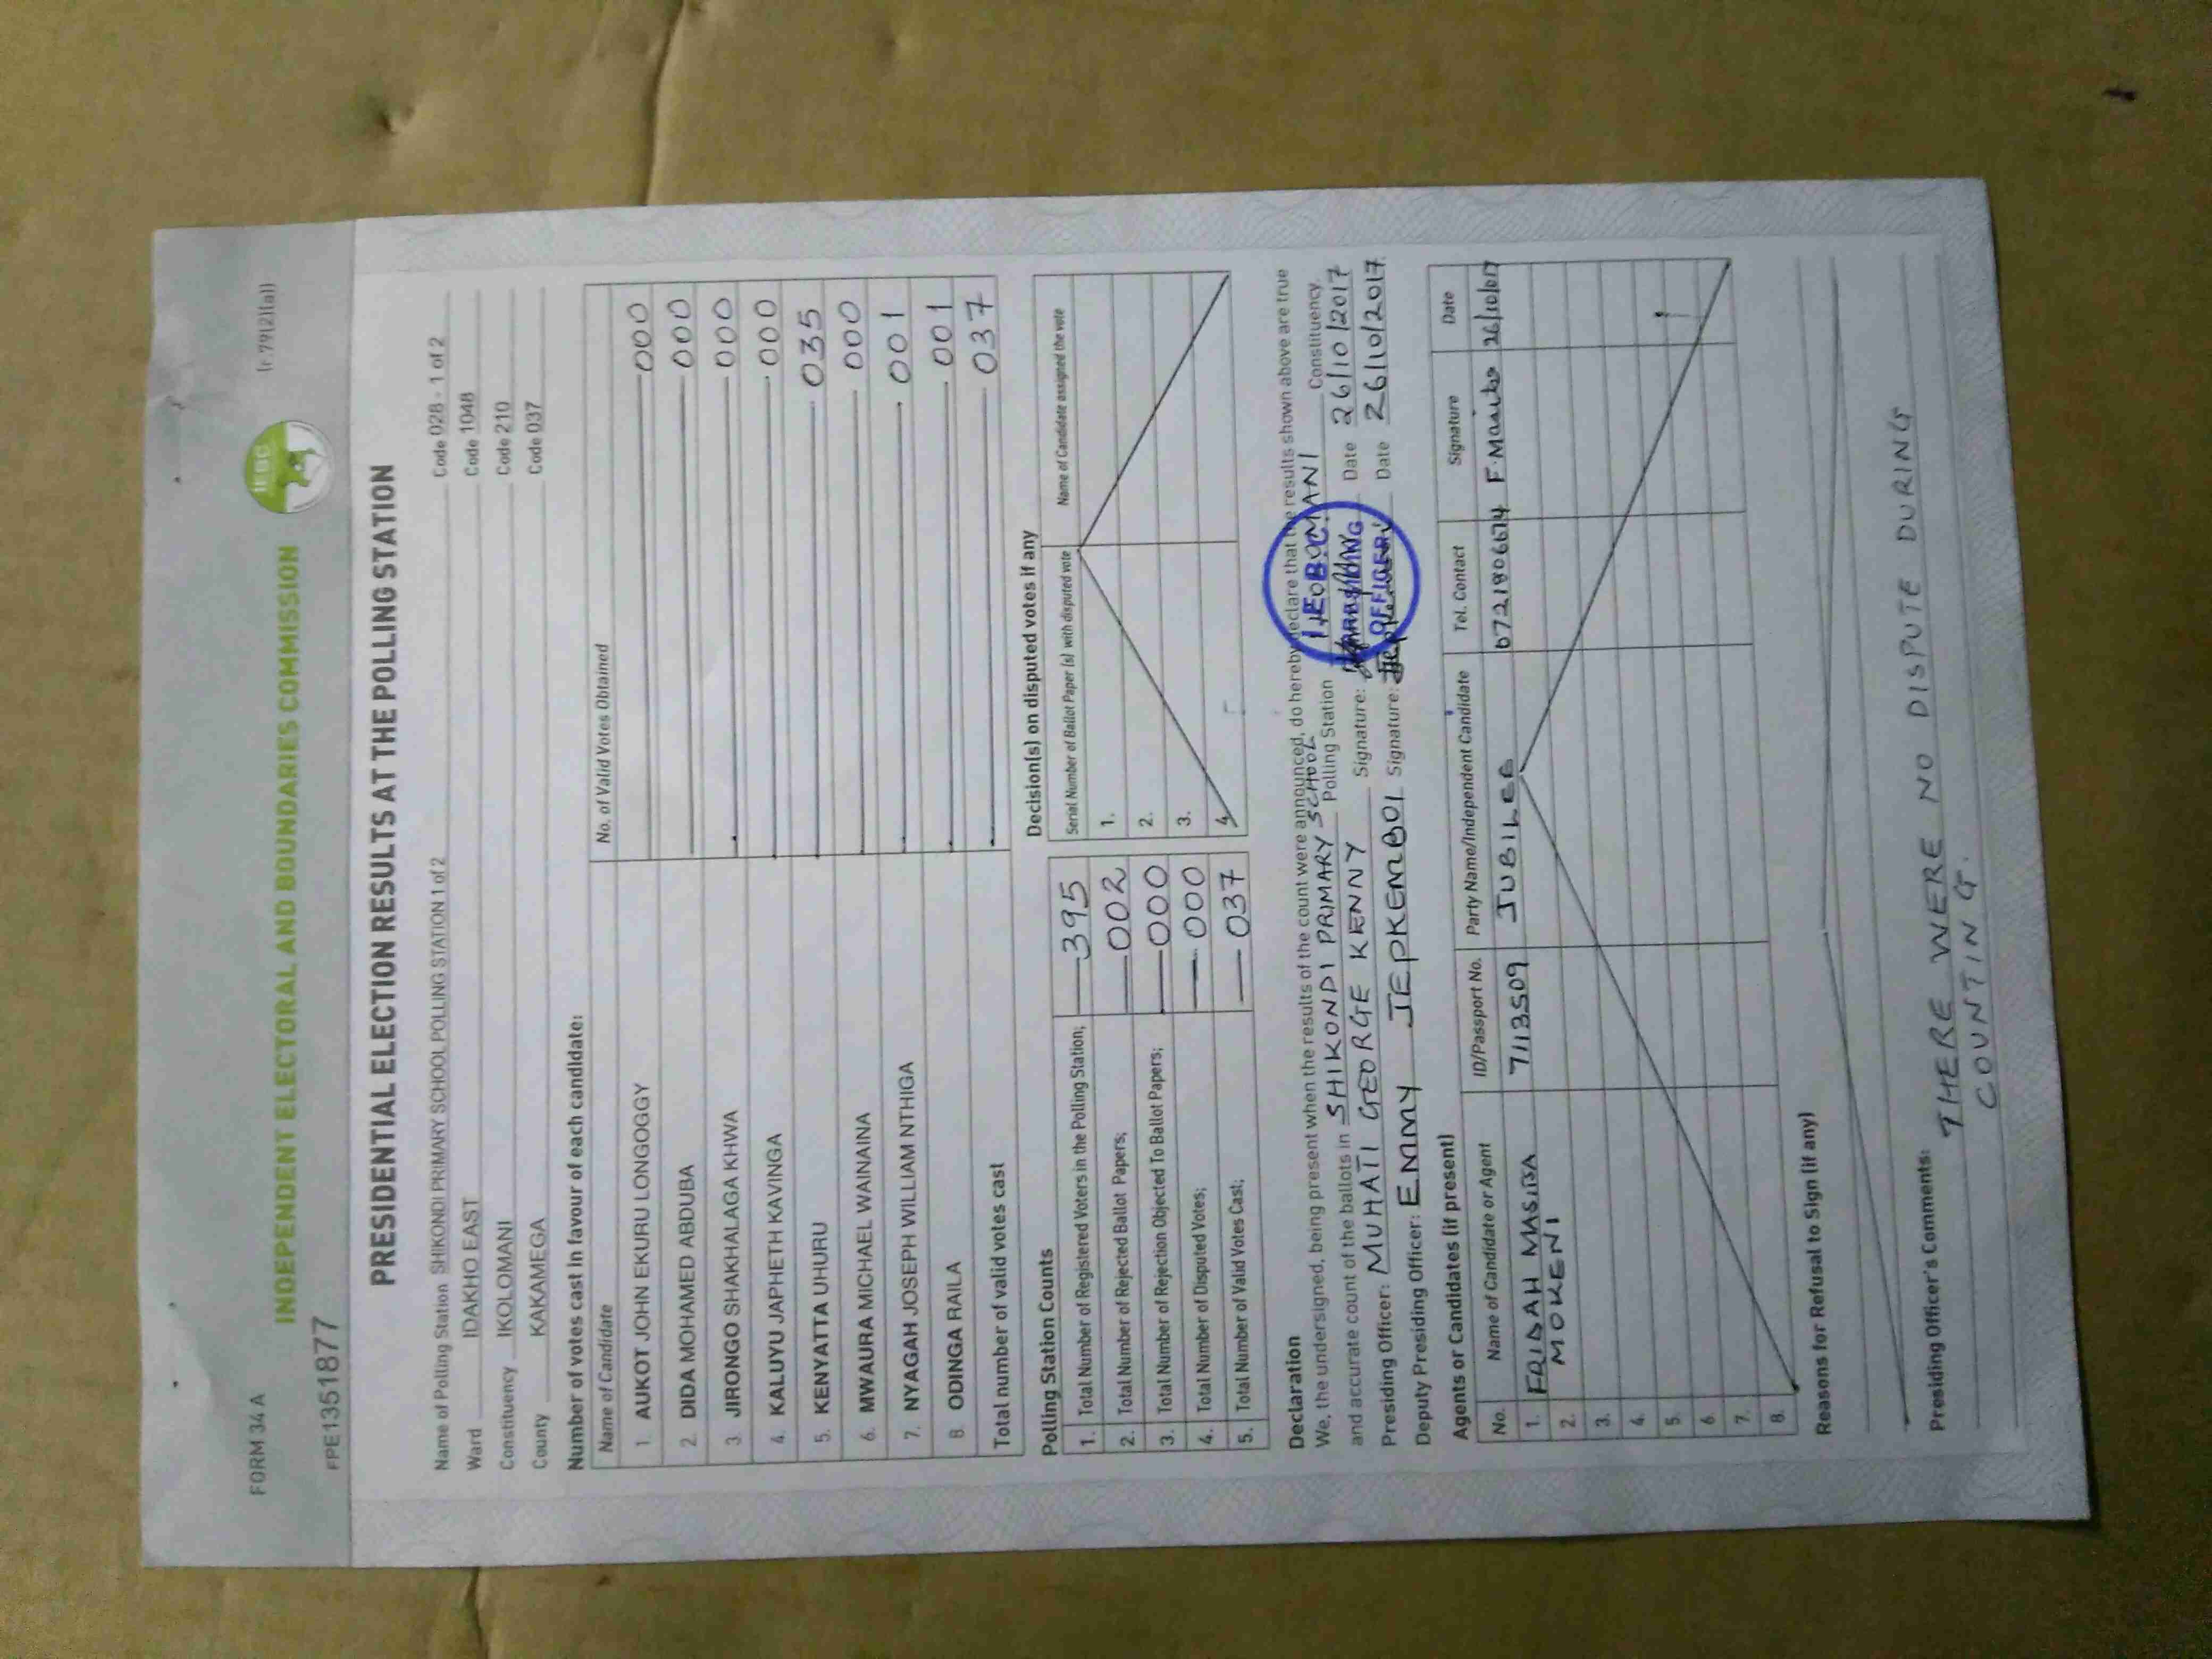 FORM 34 A
(r.79(2)(a))
INDEPENDENT ELECTORAL AND BOUNDARIES COMMISSION
IEBC
FPE1351877
PRESIDENTIAL ELECTION RESULTS AT THE POLLING STATION
Name of Polling Station SHIKONDI PRIMARY SCHOOL POLLING STATION 1 of 2 Code 028 - 1 of 2
Ward IDAKHO EAST Code 1048
Constituency IKOLOMANI Code 210
County KAKAMEGA Code 037
Number of votes cast in favour of each candidate:
Name of Candidate No. of Valid Votes Obtained
1. AUKOT JOHN EKURU LONGOGGY 000
2. DIDA MOHAMED ABDUBA 000
3. JIRONGO SHAKHALAGA KHWA 000
4. KALUYU JAPHETH KAVINGA 000
5. KENYATTA UHURU 035
6. MWAURA MICHAEL WAINAINA 000
7. NYAGAH JOSEPH WILLIAM NTHIGA 001
8. ODINGA RAILA 001
Total number of valid votes cast 037
Polling Station Counts
1. Total Number of Registered Voters in the Polling Station; 395
2. Total Number of Rejected Ballot Papers; 002
3. Total Number of Rejection Objected To Ballot Papers; 000
4. Total Number of Disputed Votes; 000
5. Total Number of Valid Votes Cast; 037
Decision(s) on disputed votes if any
Serial Number of Ballot Paper (s) with disputed vote Name of Candidate assigned the vote
1.
2.
3.
4.
Declaration
We, the undersigned, being present when the results of the count were announced, do hereby declare that the results shown above are true
and accurate count of the ballots in SHIKONDI PRIMARY SCHOOL Polling Station IKOLOMANI Constituency.
Presiding Officer: MUHATI GEORGE KENNY Signature: Date 26/10/2017
Deputy Presiding Officer: EMMY JEPKEMBOI Signature: Date 26/10/2017
I.E.B.C.
OFFICER
Agents or Candidates (if present)
No. Name of Candidate or Agent ID/Passport No. Party Name/Independent Candidate Tel. Contact Signature Date
1. FRIDAH MASIBA 7113509 JUBILEE 0721806674 26/10/017
2. MOKENI
3.
4.
5.
6.
7.
8.
Reasons for Refusal to Sign (if any)
Presiding Officer's Comments:
THERE WERE NO DISPUTE DURING
COUNTING.